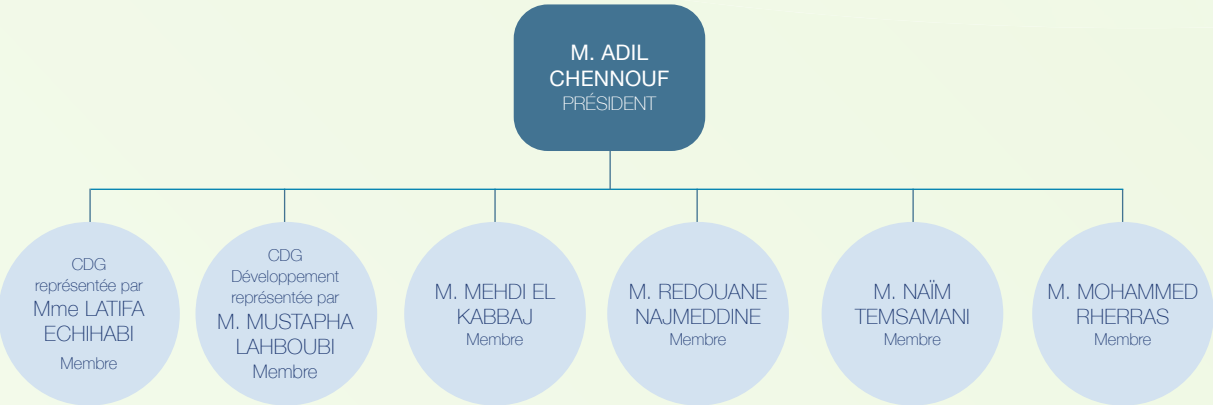 M. ADIL
CHENNOUF
PRÉSIDENT
CDG
représentée par
Mme LATIFA
ECHIHABI
Membre
CDG
Développement
représentée par
M. MUSTAPHA
LAHBOUBI
Membre
M. MEHDI EL
KABBAJ
Membre
M. REDOUANE
NAJMEDDINE
Membre
M. NAÏM
TEMSAMANI
Membre
M. MOHAMMED
RHERRAS
Membre